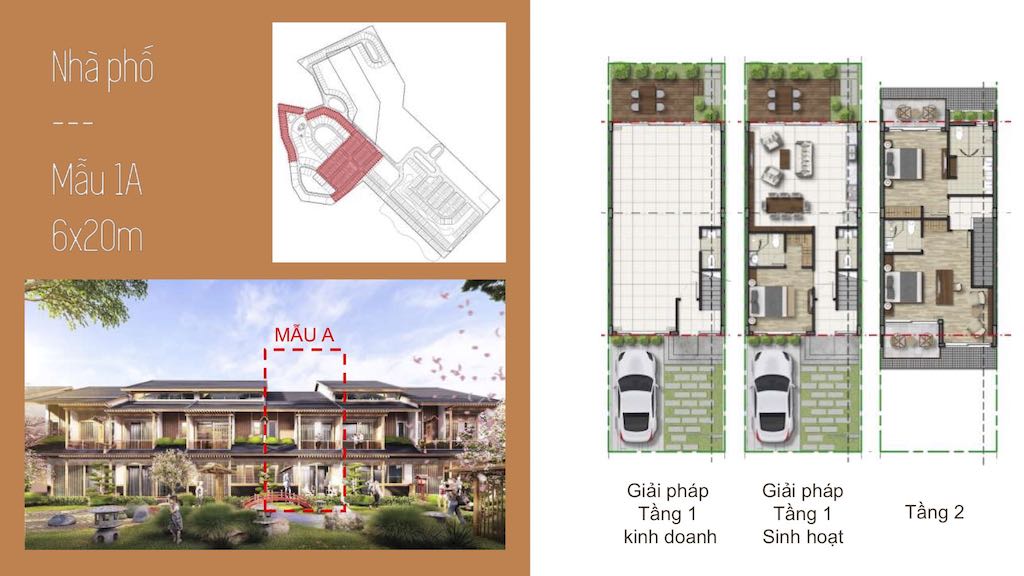 Nhà phố
---
Mẫu 1A
6x20m
MẪU A
Giải pháp
Tầng 1
kinh doanh
Giải pháp
Tầng 1
Sinh hoạt
Tầng 2